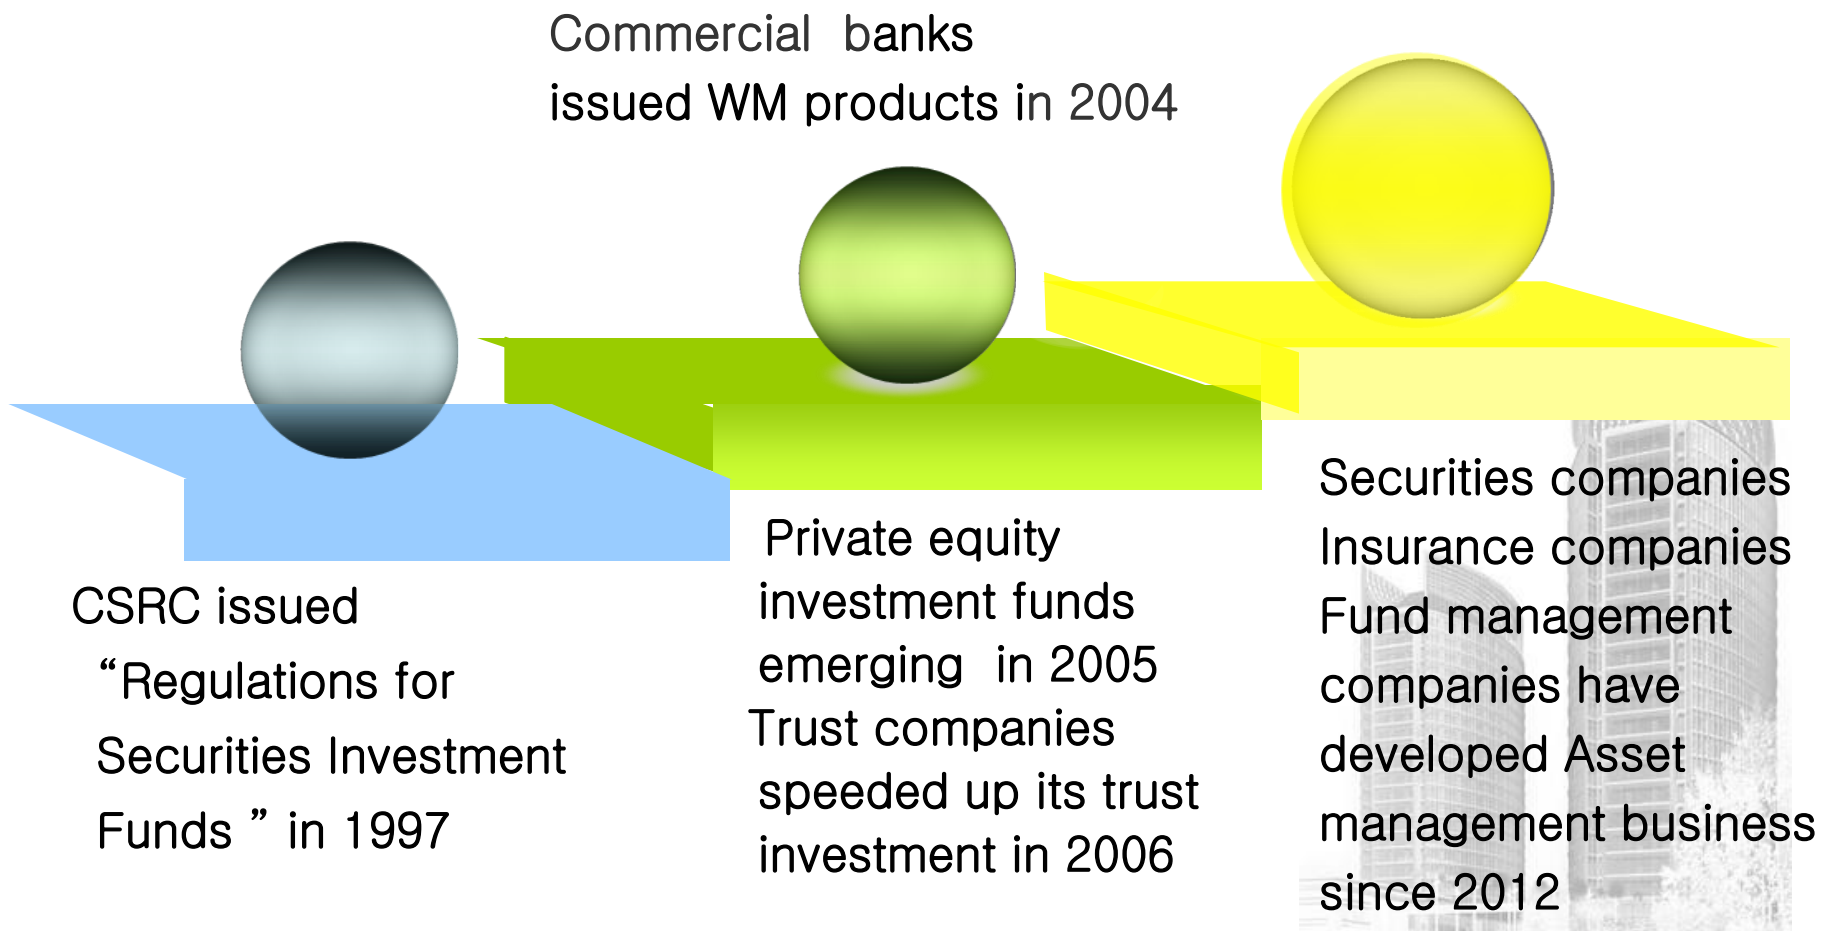 Commercial  banks
issued WM products in 2004
CSRC issued
“Regulations for
Securities Investment
Funds ” in 1997
Private equity
investment funds
emerging  in 2005
Trust companies
speeded up its trust
investment in 2006
Securities companies
Insurance companies
Fund management
companies have
developed Asset
management business
since 2012